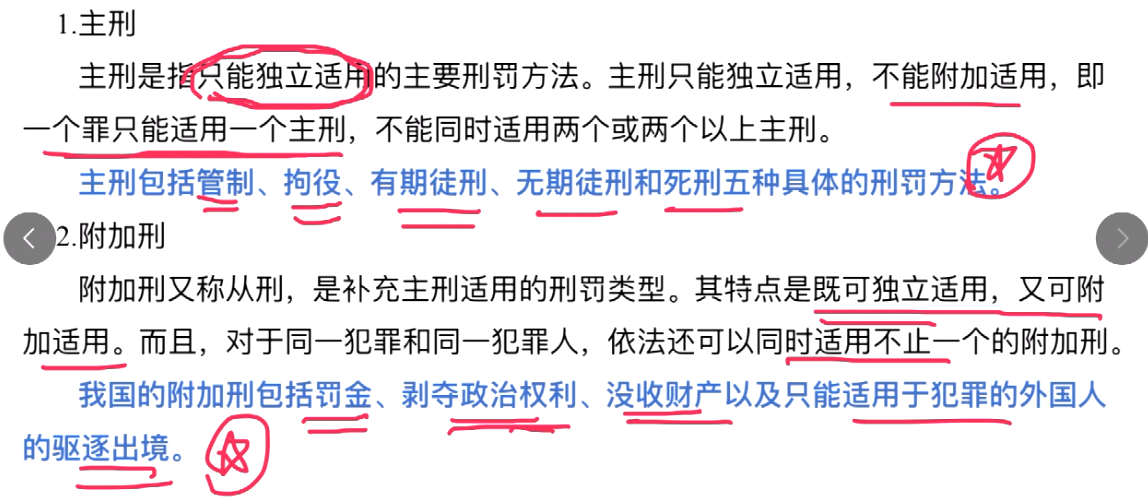 1.主刑
主刑是指只能独立适用的主要刑罚方法。主刑只能独立适用，不能附加适用，即
一个罪只能适用一个主刑，不能同时适用两个或两个以上主刑。
主刑包括管制、拘役、有期徒刑、无期徒刑和死刑五种具体的刑罚方法。
2.附加刑
附加刑又称从刑，是补充主刑适用的刑罚类型。其特点是既可独立适用，又可附
加适用。而且，对于同一犯罪和同一犯罪人，依法还可以同时适用不止一个的附加刑。
我国的附加刑包括罚金、剥夺政治权利、没收财产以及只能适用于犯罪的外国人
的驱逐出境。